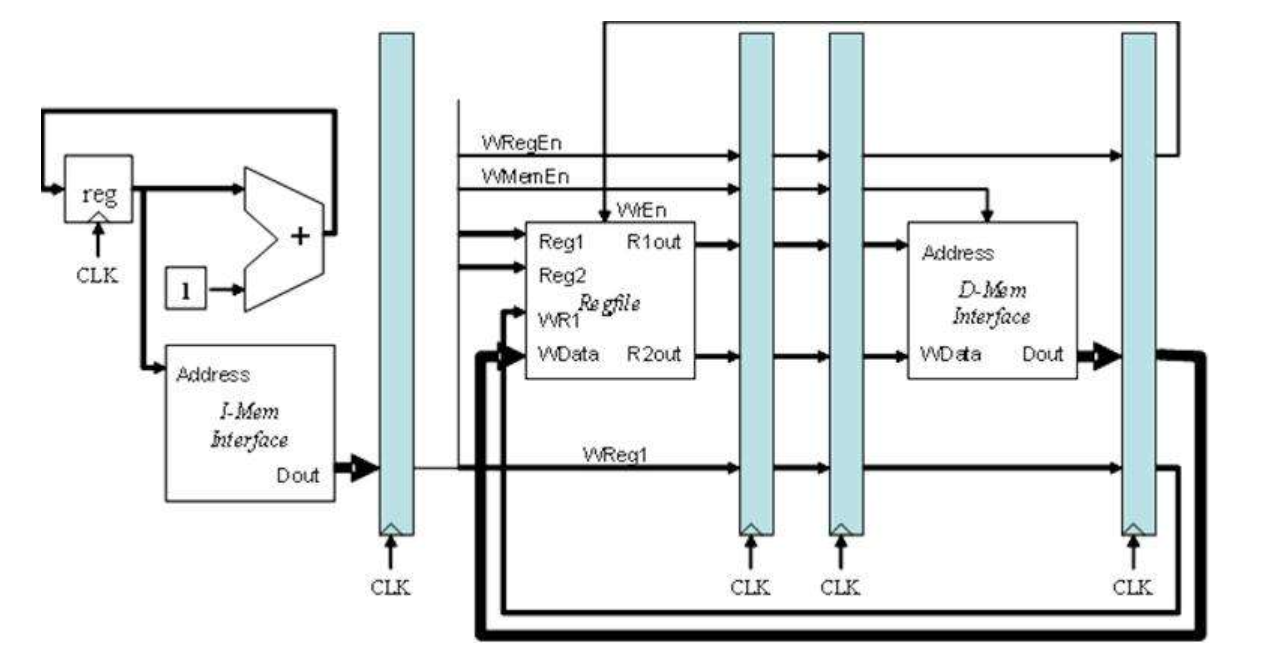 WRegEn
WMemEn
reg
CLK
+
1
WrEn
Reg1 R1out
Reg2
Regfile
WR1
WData R2out
Address
D-Mem
Interface
WData Dout
Address
I-Mem
Interface
Dout
WReg1
CLK
CLK
CLK
CLK